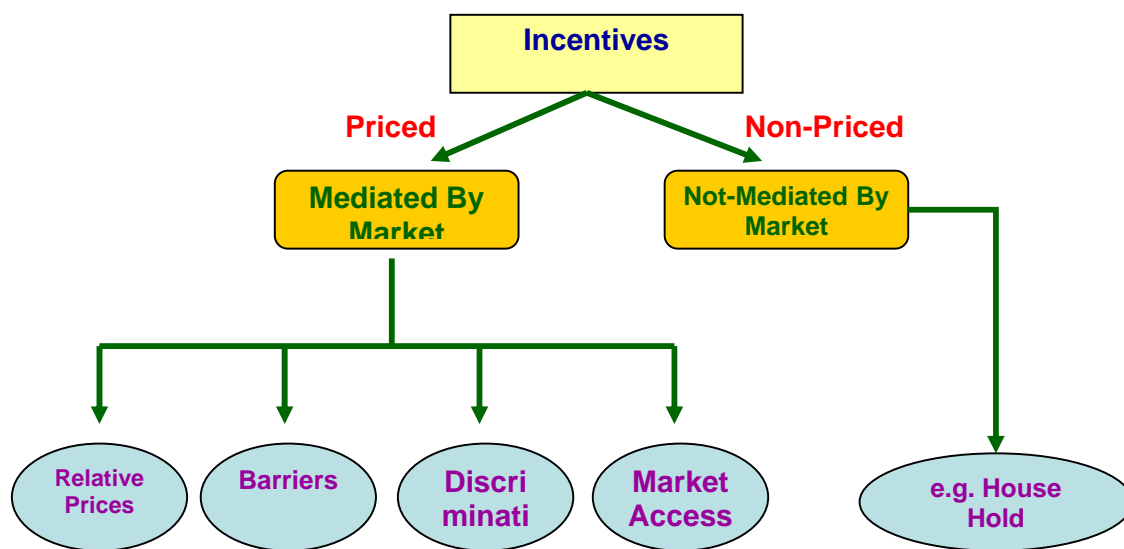 Incentives
Priced
Non-Priced
Mediated By
Market
Not-Mediated By
Market
Relative
Prices
Barriers
Discri
minati
Market
Access
e.g. House
Hold